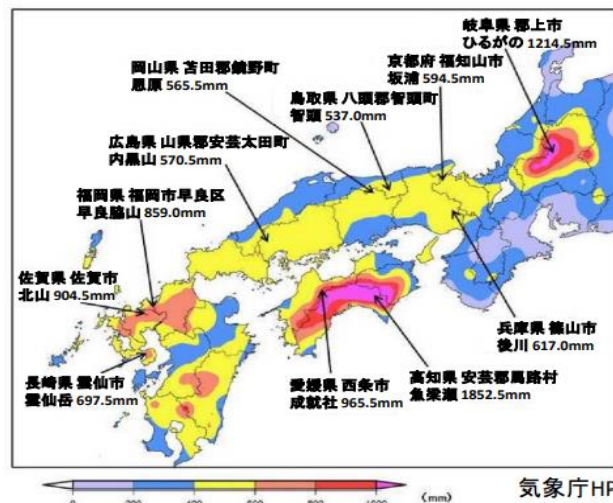 岐阜県 郡上市
ひるがの 1214.5mm
京都府 福知山市
坂浦 594.5mm
岡山県 苫田郡鏡野町
恩原 565.5mm
鳥取県 八頭郡智頭町
智頭 537.0mm
広島県 山県郡安芸太田町
内黒山 570.5mm
福岡県 福岡市早良区
早良脇山 859.0mm
佐賀県 佐賀市
北山 904.5mm
長崎県 雲仙市
雲仙岳 697.5mm
愛媛県 西条市
成就社 965.5mm
高知県 安芸郡馬路村
魚梁瀬 1852.5mm
兵庫県 篠山市
後川 617.0mm
0 200 400 600 800 1000 (mm)
気象庁HP